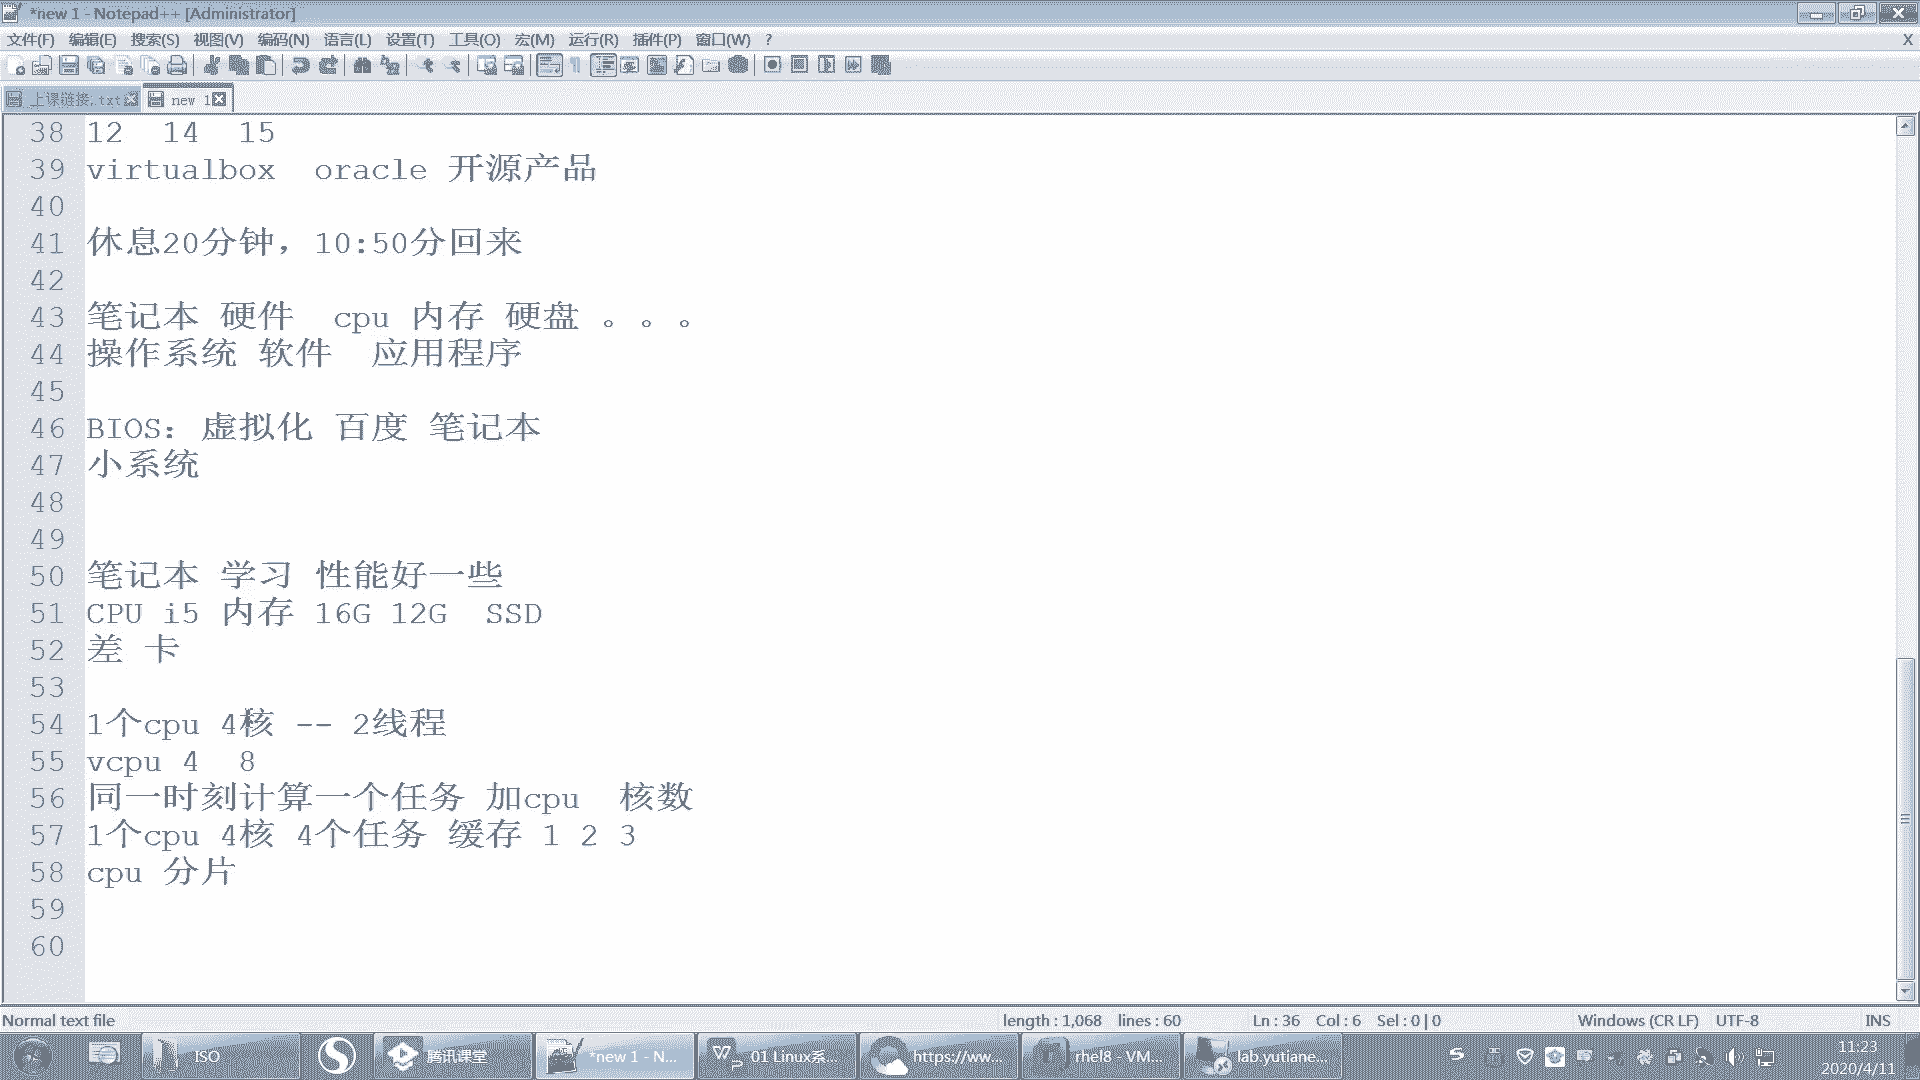 *new 1 - Notepad++ [Administrator]
文件(F) 编辑(E) 搜索(S) 视图(V) 编码(N) 语言(L) 设置(T) 工具(O) 宏(M) 运行(R) 插件(P) 窗口(W) ? X
上课链接.txt new 1
38 12 14 15
39 virtualbox oracle 开源产品
40
41 休息20分钟，10:50分回来
42
43 笔记本 硬件 cpu 内存 硬盘 。。。
44 操作系统 软件 应用程序
45
46 BIOS：虚拟化 百度 笔记本
47 小系统
48
49
50 笔记本 学习 性能好一些
51 CPU i5 内存 16G 12G SSD
52 差 卡
53
54 1个cpu 4核 -- 2线程
55 vcpu 4 8
56 同一时刻计算一个任务 加cpu 核数
57 1个cpu 4核 4个任务 缓存 1 2 3
58 cpu 分片
59
60
Normal text file length : 1,068 lines : 60 Ln : 36 Col : 6 Sel : 0 | 0 Windows (CR LF) UTF-8 INS
ISO 腾讯课堂 *new 1 - N... 01 Linux系... https://ww... rhel8 - VM... lab.yutiane... 11:23
2020/4/11